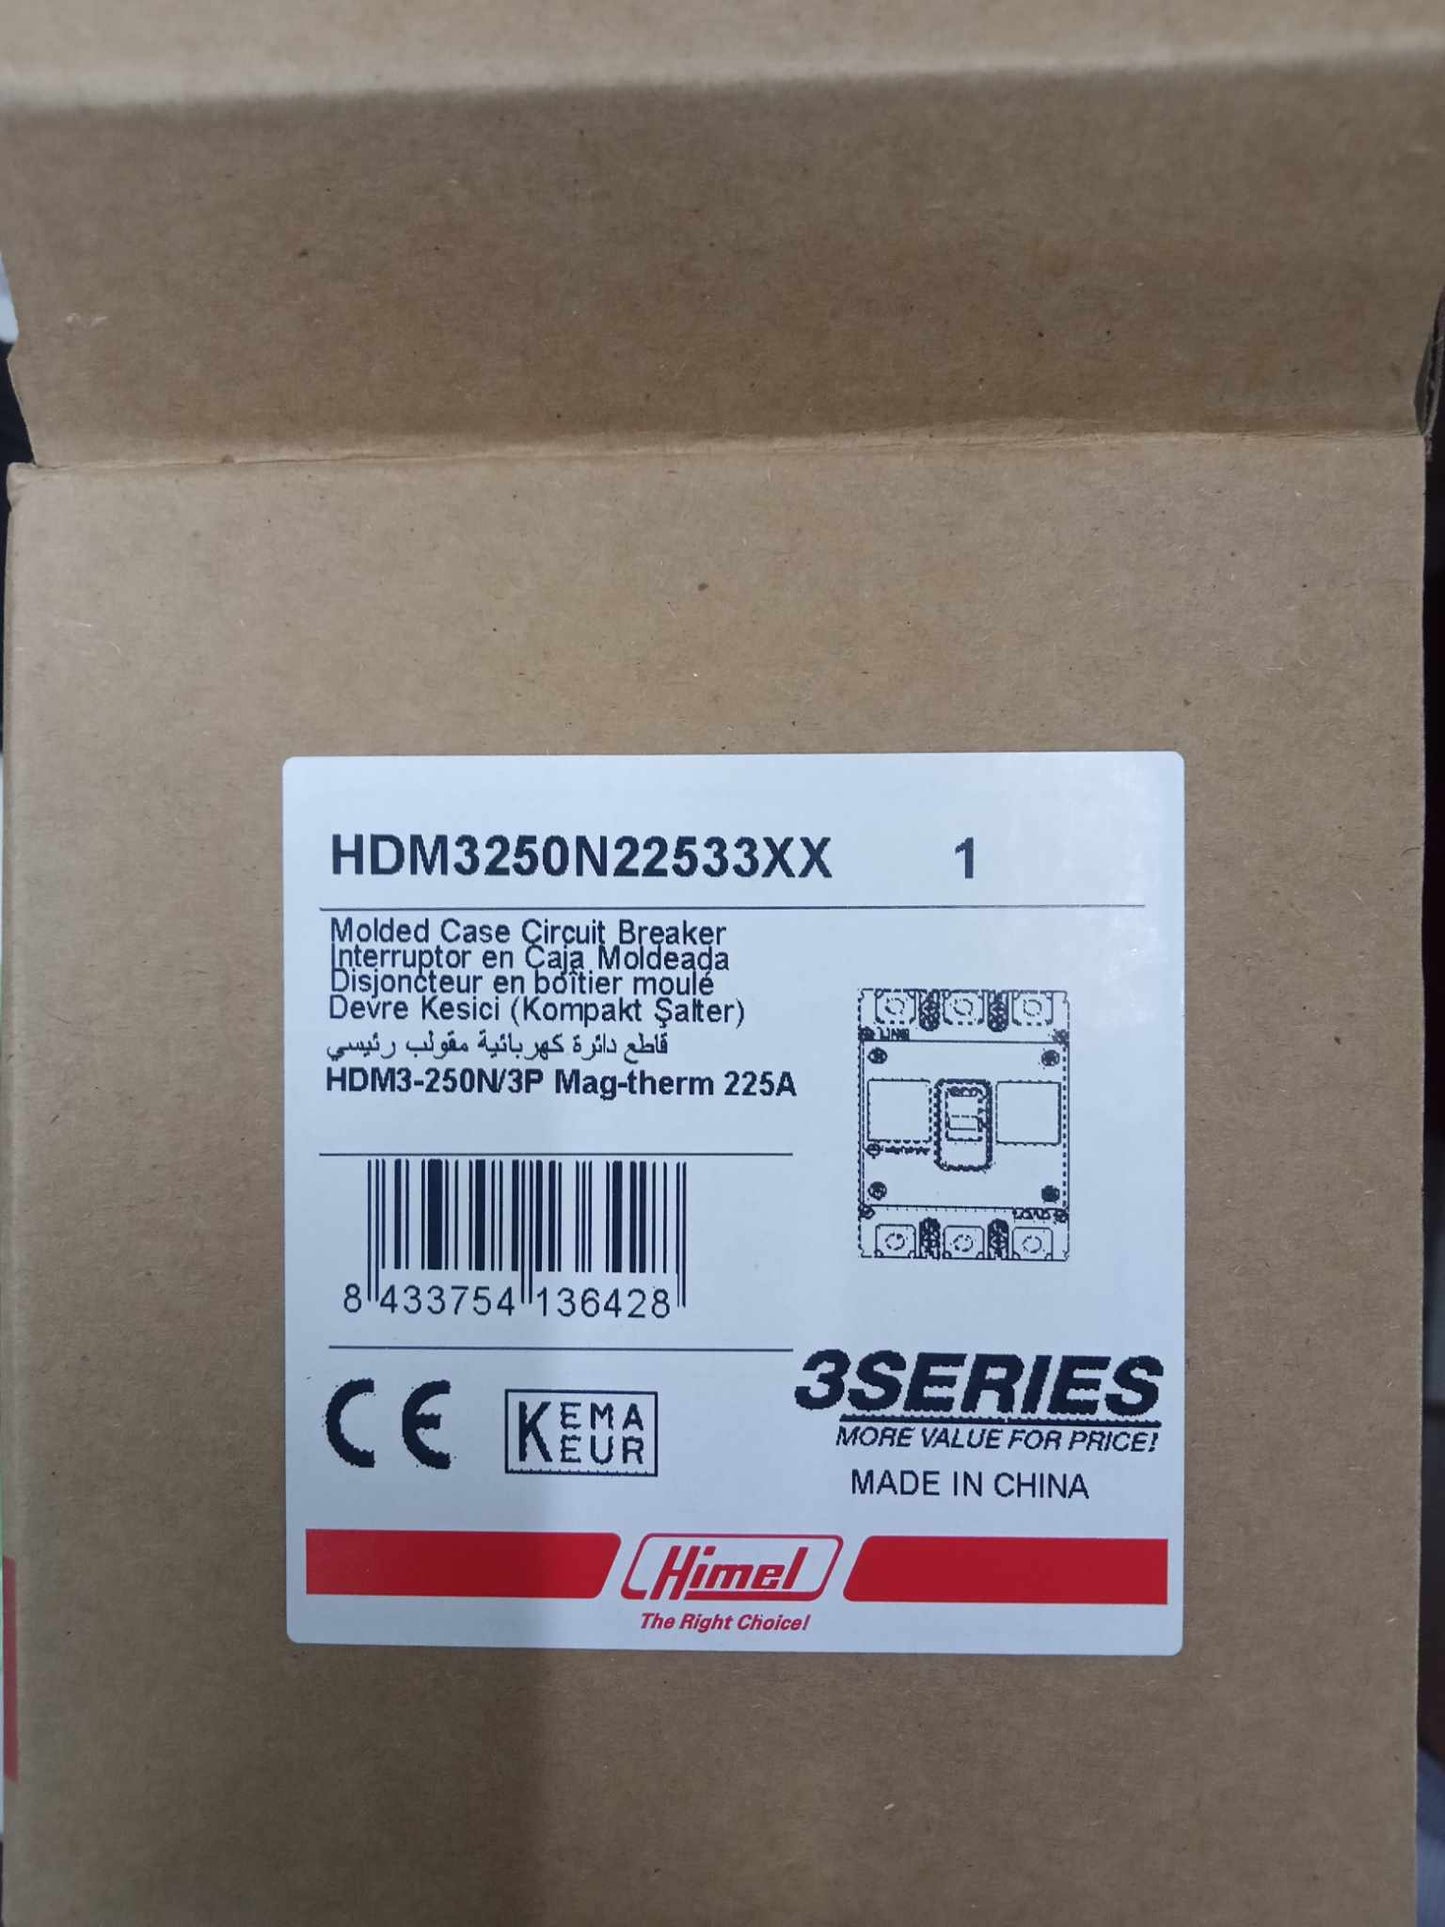 HDM3250N22533XX 1
Molded Case Circuit Breaker
Interruptor en Caja Moldeada
Disjoncteur en boîtier moulé
Devre Kesici (Kompakt Şalter)
قاطع دائرة كهربائية مقولب رئيسي
HDM3-250N/3P Mag-therm 225A
LINE
LOAD
8 433754 136428
CE
KEMA
KEUR
3SERIES
MORE VALUE FOR PRICE!
MADE IN CHINA
Himel
The Right Choice!